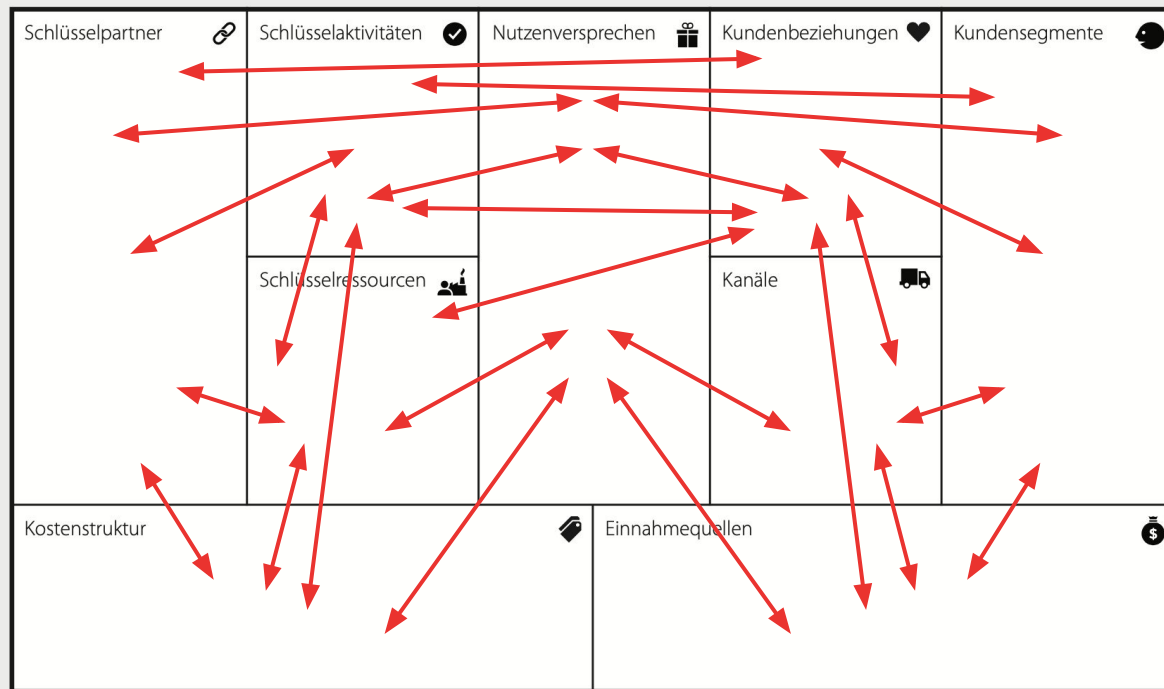 Schlüsselpartner
Schlüsselaktivitäten
Nutzenversprechen
Kundenbeziehungen
Kundensegmente
Schlüsselressourcen
Kanäle
Kostenstruktur
Einnahmequellen
$